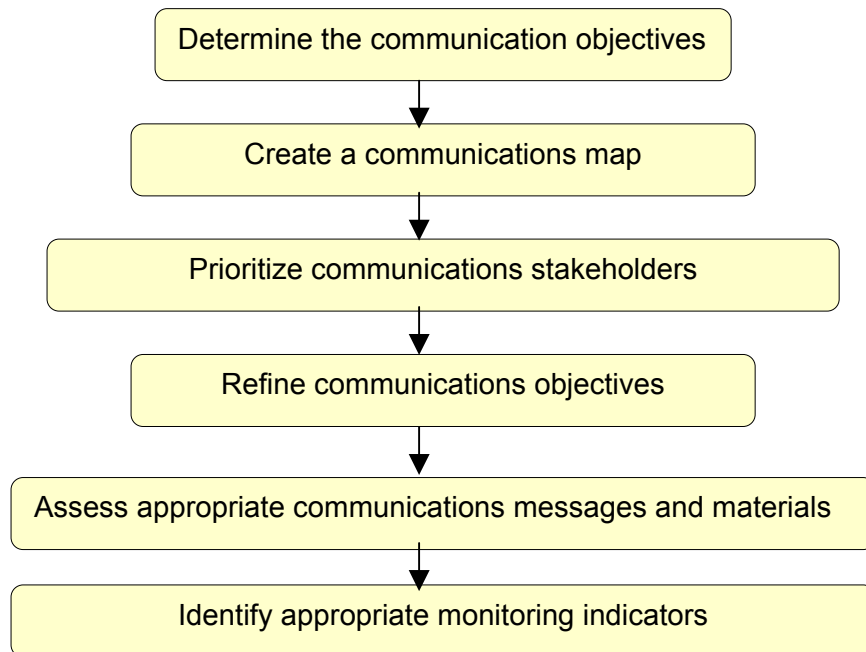 Determine the communication objectives
Create a communications map
Prioritize communications stakeholders
Refine communications objectives
Assess appropriate communications messages and materials
Identify appropriate monitoring indicators